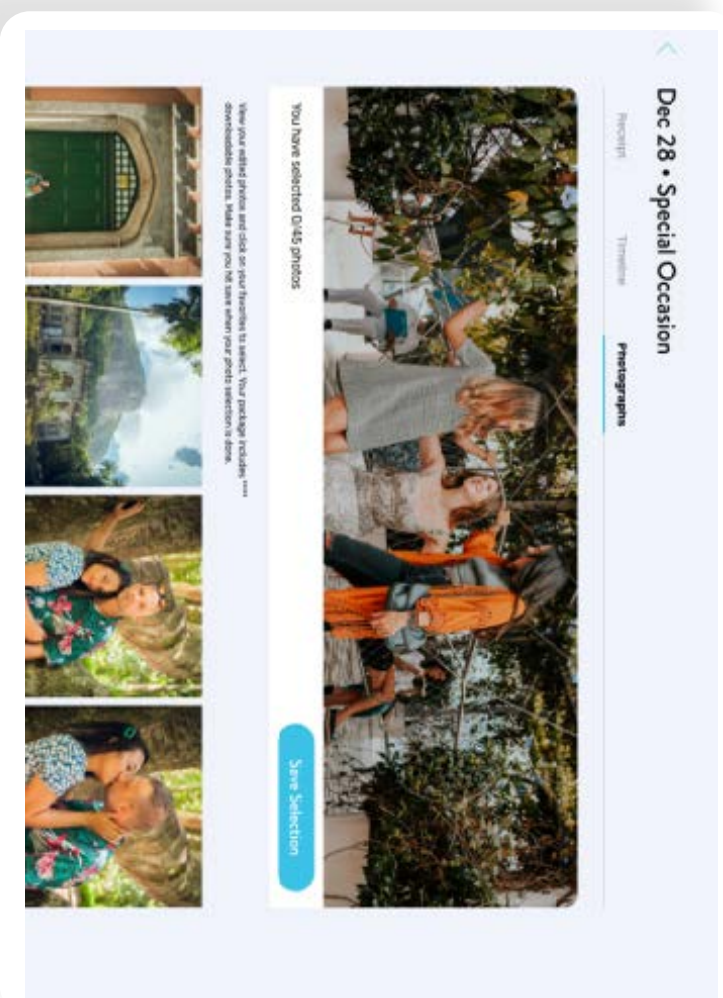 Dec 28 • Special Occasion
Receipt
Timeline
Photographs
You have selected 0/45 photos
Save Selection
View your edited photos and click on your favorites to select. Your package includes ****
downloadable photos. Make sure you hit save when your photo selection is done.